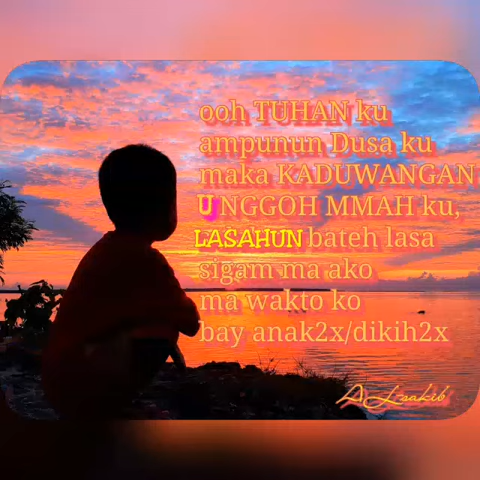 ooh TUHAN ku
ampunun Dusa ku
maka KADUWANGAN
UNGGOH MMAH ku,
LASAHUN bateh lasa
sigam ma ako
ma wakto ko
bay anak2x/dikih2x